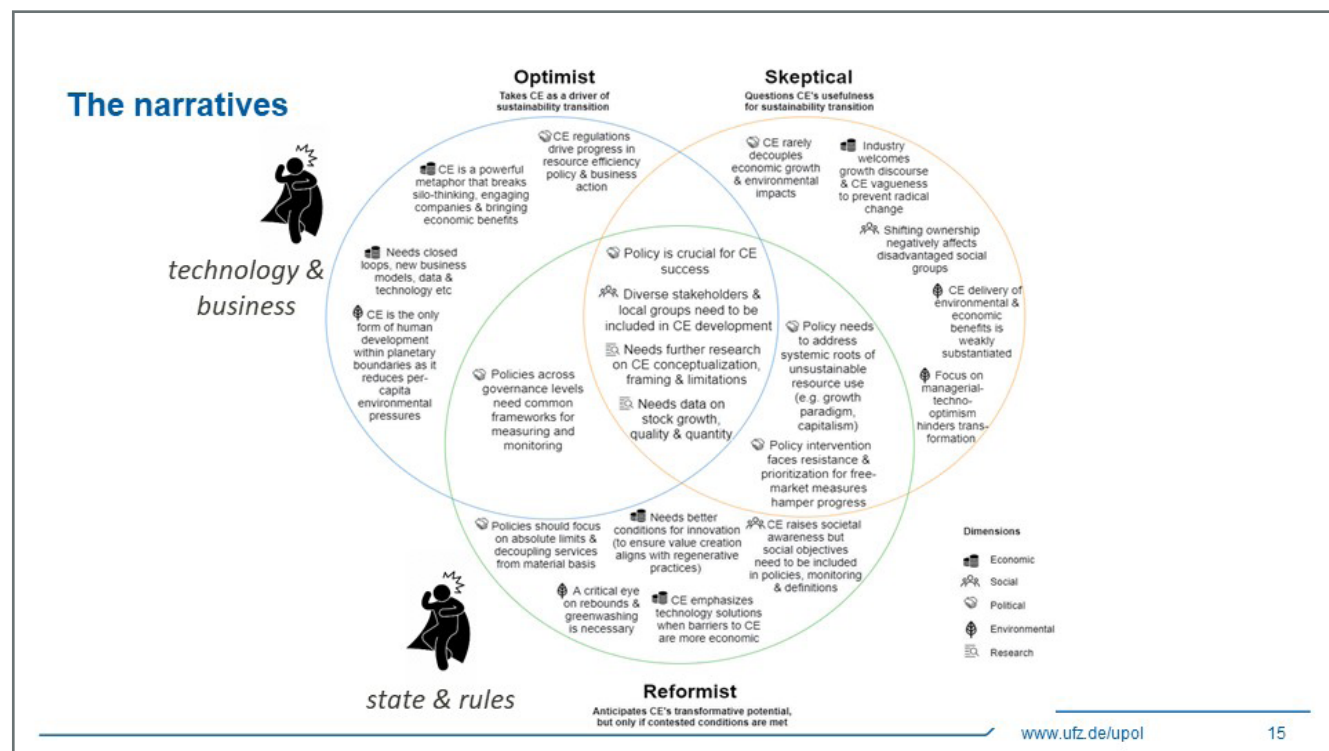 The narratives
Optimist
Takes CE as a driver of
sustainability transition
Skeptical
Questions CE's usefulness
for sustainability transition
technology &
business
CE regulations
drive progress in
resource efficiency
policy & business
action
CE is a powerful
metaphor that breaks
silo-thinking, engaging
companies & bringing
economic benefits
Needs closed
loops, new business
models, data &
technology etc
CE is the only
form of human
development
within planetary
boundaries as it
reduces per-
capita
environmental
pressures
CE rarely
decouples
economic growth
& environmental
impacts
Industry
welcomes
growth discourse
& CE vagueness
to prevent radical
change
Shifting ownership
negatively affects
disadvantaged social
groups
CE delivery of
environmental &
economic
benefits is
weakly
substantiated
Focus on
managerial-
techno-
optimism
hinders trans-
formation
Policy is crucial for CE
success
Diverse stakeholders &
local groups need to be
included in CE development
Needs further research
on CE conceptualization,
framing & limitations
Needs data on
stock growth,
quality & quantity
Policies across
governance levels
need common
frameworks for
measuring and
monitoring
Policy needs
to address
systemic roots of
unsustainable
resource use
(e.g. growth
paradigm,
capitalism)
Policy intervention
faces resistance &
prioritization for free-
market measures
hamper progress
Policies should focus
on absolute limits &
decoupling services
from material basis
Needs better
conditions for innovation
(to ensure value creation
aligns with regenerative
practices)
CE raises societal
awareness but
social objectives
need to be included
in policies, monitoring
& definitions
A critical eye
on rebounds &
greenwashing
is necessary
CE emphasizes
technology solutions
when barriers to CE
are more economic
Dimensions
Economic
Social
Political
Environmental
Research
state & rules
Reformist
Anticipates CE's transformative potential,
but only if contested conditions are met
www.ufz.de/upol
15